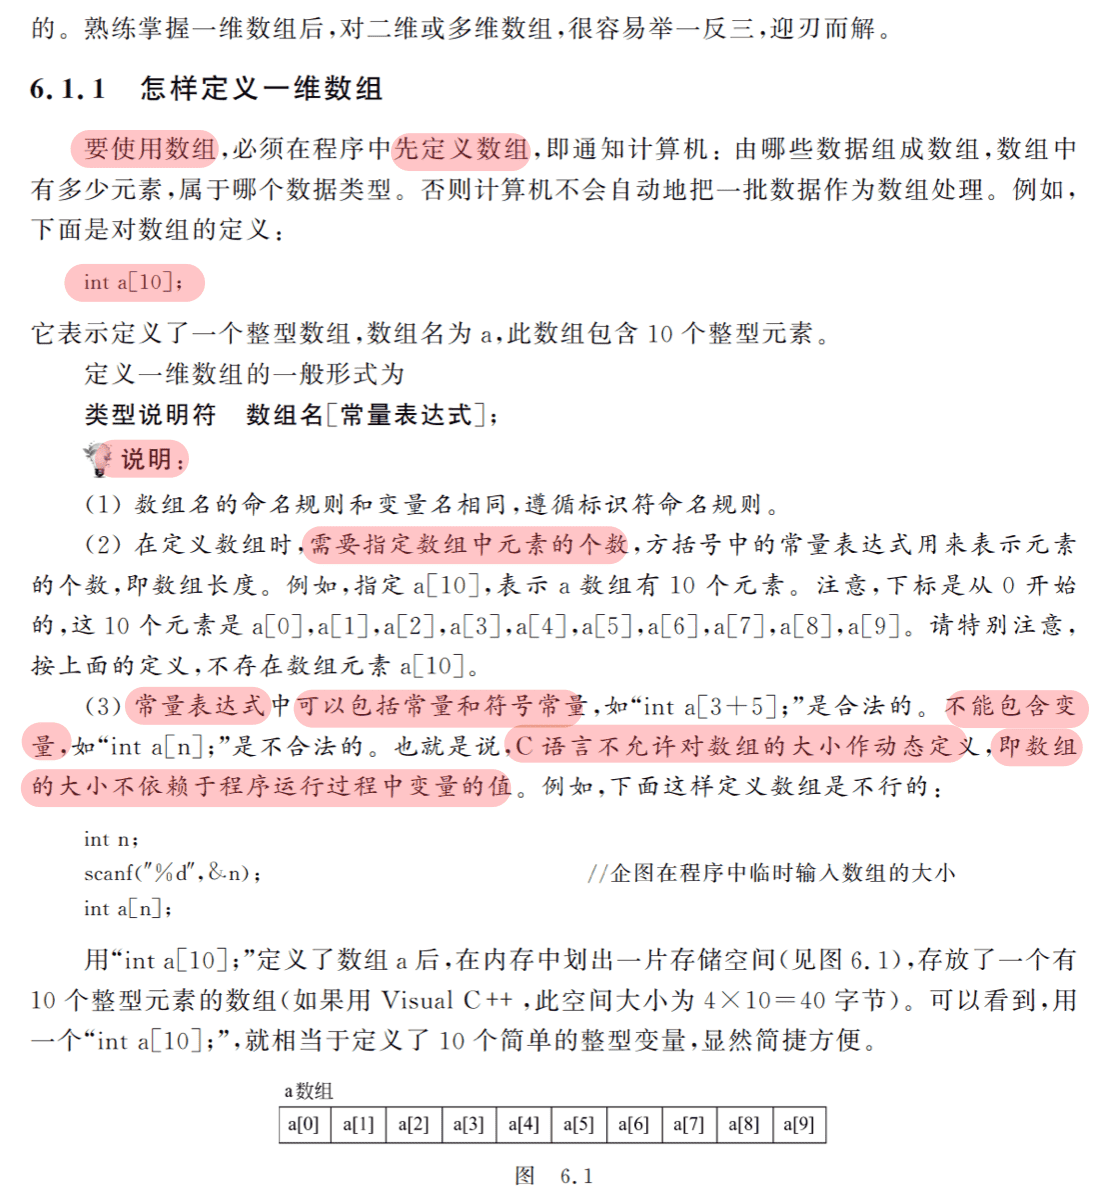 的。熟练掌握一维数组后,对二维或多维数组,很容易举一反三,迎刃而解。
6.1.1 怎样定义一维数组
要使用数组,必须在程序中先定义数组,即通知计算机:由哪些数据组成数组,数组中
有多少元素,属于哪个数据类型。否则计算机不会自动地把一批数据作为数组处理。例如,
下面是对数组的定义:
int a[10];
它表示定义了一个整型数组,数组名为 a,此数组包含 10 个整型元素。
定义一维数组的一般形式为
类型说明符 数组名[常量表达式];
说明:
(1) 数组名的命名规则和变量名相同,遵循标识符命名规则。
(2) 在定义数组时,需要指定数组中元素的个数,方括号中的常量表达式用来表示元素
的个数,即数组长度。例如,指定 a[10],表示 a 数组有 10 个元素。注意,下标是从 0 开始
的,这 10 个元素是 a[0],a[1],a[2],a[3],a[4],a[5],a[6],a[7],a[8],a[9]。请特别注意,
按上面的定义,不存在数组元素 a[10]。
(3) 常量表达式中可以包括常量和符号常量,如“int a[3+5];”是合法的。不能包含变
量,如“int a[n];”是不合法的。也就是说,C 语言不允许对数组的大小作动态定义,即数组
的大小不依赖于程序运行过程中变量的值。例如,下面这样定义数组是不行的:
int n;
scanf("%d",&n); //企图在程序中临时输入数组的大小
int a[n];
用“int a[10];”定义了数组 a 后,在内存中划出一片存储空间(见图 6.1),存放了一个有
10 个整型元素的数组(如果用 Visual C++,此空间大小为 4×10=40 字节)。可以看到,用
一个“int a[10];”,就相当于定义了 10 个简单的整型变量,显然简捷方便。
a数组
a[0] a[1] a[2] a[3] a[4] a[5] a[6] a[7] a[8] a[9]
图 6.1